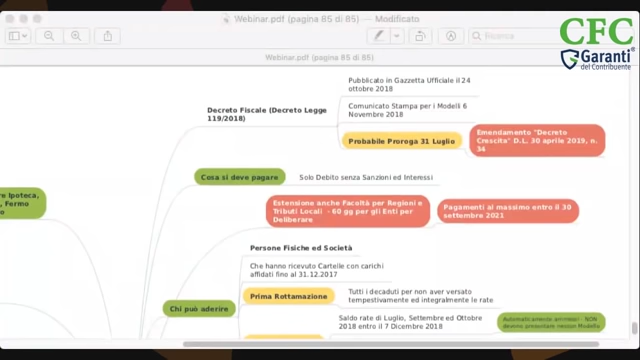 Webinar.pdf (pagina 85 di 85) — Modificato
Ricerca
CFC
Garanti
del Contribuente
Webinar.pdf (pagina 85 di 85)
Pubblicato in Gazzetta Ufficiale il 24
ottobre 2018
Decreto Fiscale (Decreto Legge
119/2018)
Comunicato Stampa per i Modelli 6
Novembre 2018
Probabile Proroga 31 Luglio
Emendamento "Decreto
Crescita" D.L. 30 aprile 2019, n.
34
Cosa si deve pagare
Solo Debito senza Sanzioni ed Interessi
re Ipoteca,
, Fermo
o
Estensione anche Facoltà per Regioni e
Tributi Locali - 60 gg per gli Enti per
Deliberare
Pagamenti al massimo entro il 30
settembre 2021
Persone Fisiche ed Società
Che hanno ricevuto Cartelle con carichi
affidati fino al 31.12.2017
Chi può aderire
Prima Rottamazione
Tutti i decaduti per non aver versato
tempestivamente ed integralmente le rate
Saldo rate di Luglio, Settembre ed Ottobre
2018 entro il 7 Dicembre 2018
Automaticamente ammessi - NON
devono presentare nessun Modello